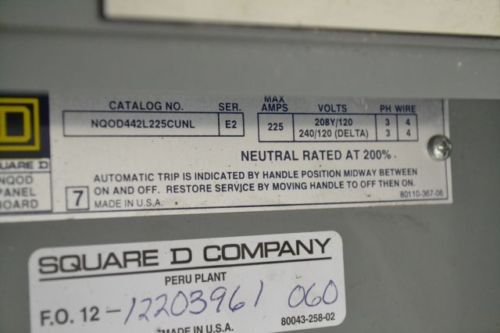 CATALOG NO. SER. MAX AMPS VOLTS PH WIRE
NQOD442L225CUNL E2 225 208Y/120 3 4
240/120 (DELTA) 3 4
NEUTRAL RATED AT 200%.
SQUARE D
NQOD
PANEL
BOARD
7
AUTOMATIC TRIP IS INDICATED BY HANDLE POSITION MIDWAY BETWEEN
ON AND OFF. RESTORE SERVICE BY MOVING HANDLE TO OFF THEN ON.
MADE IN U.S.A. 80110-367-06
SQUARE D COMPANY
PERU PLANT
F.O. 12-12203961 060
MADE IN U.S.A. 80043-258-02